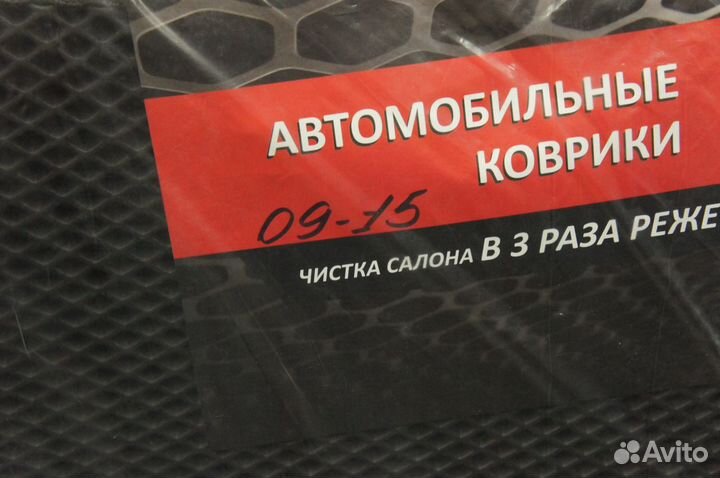 АВТОМОБИЛЬНЫЕ
КОВРИКИ
09-15
ЧИСТКА САЛОНА В 3 РАЗА РЕЖЕ
Avito